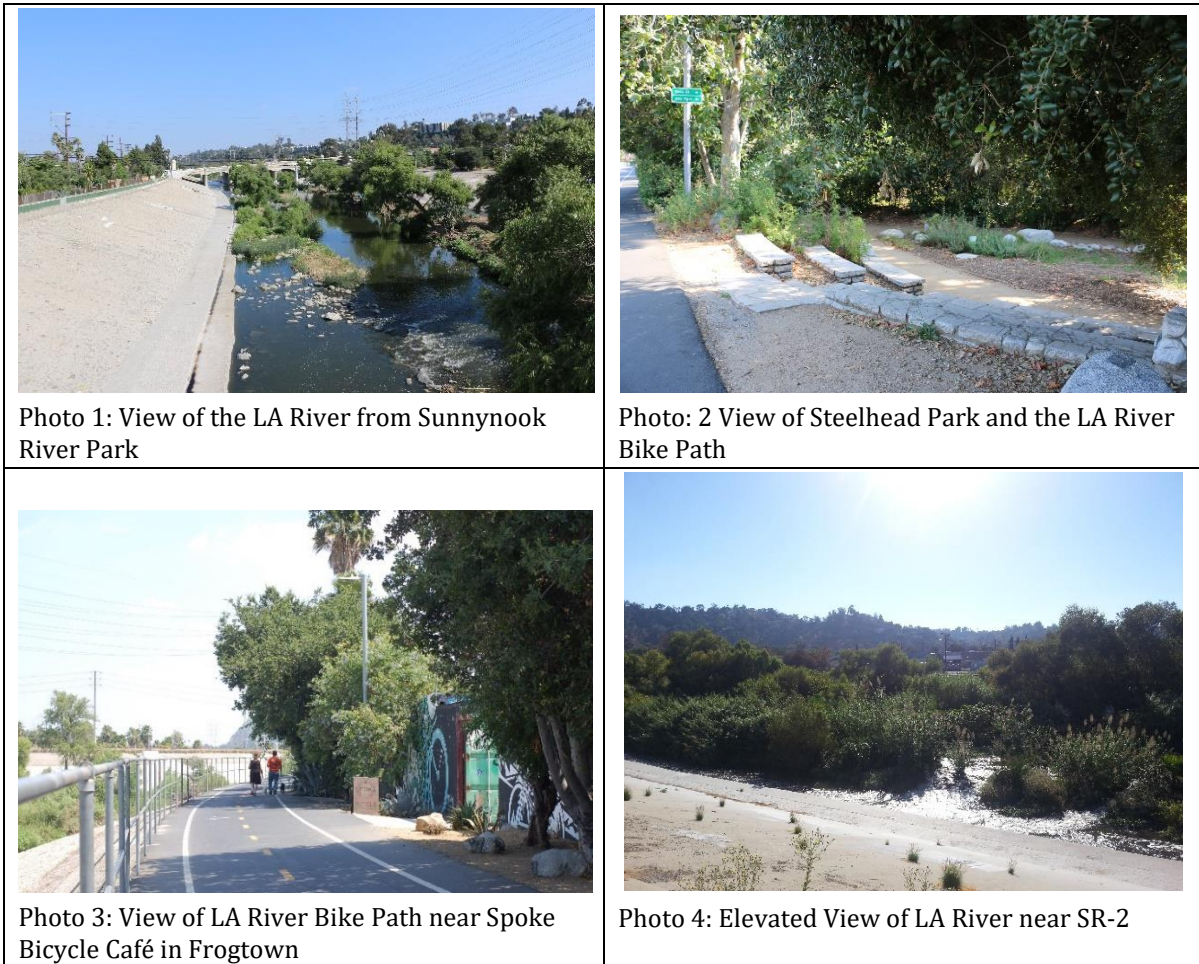 Photo 1: View of the LA River from Sunnynook
River Park
Photo: 2 View of Steelhead Park and the LA River
Bike Path
Photo 3: View of LA River Bike Path near Spoke
Bicycle Café in Frogtown
Photo 4: Elevated View of LA River near SR-2